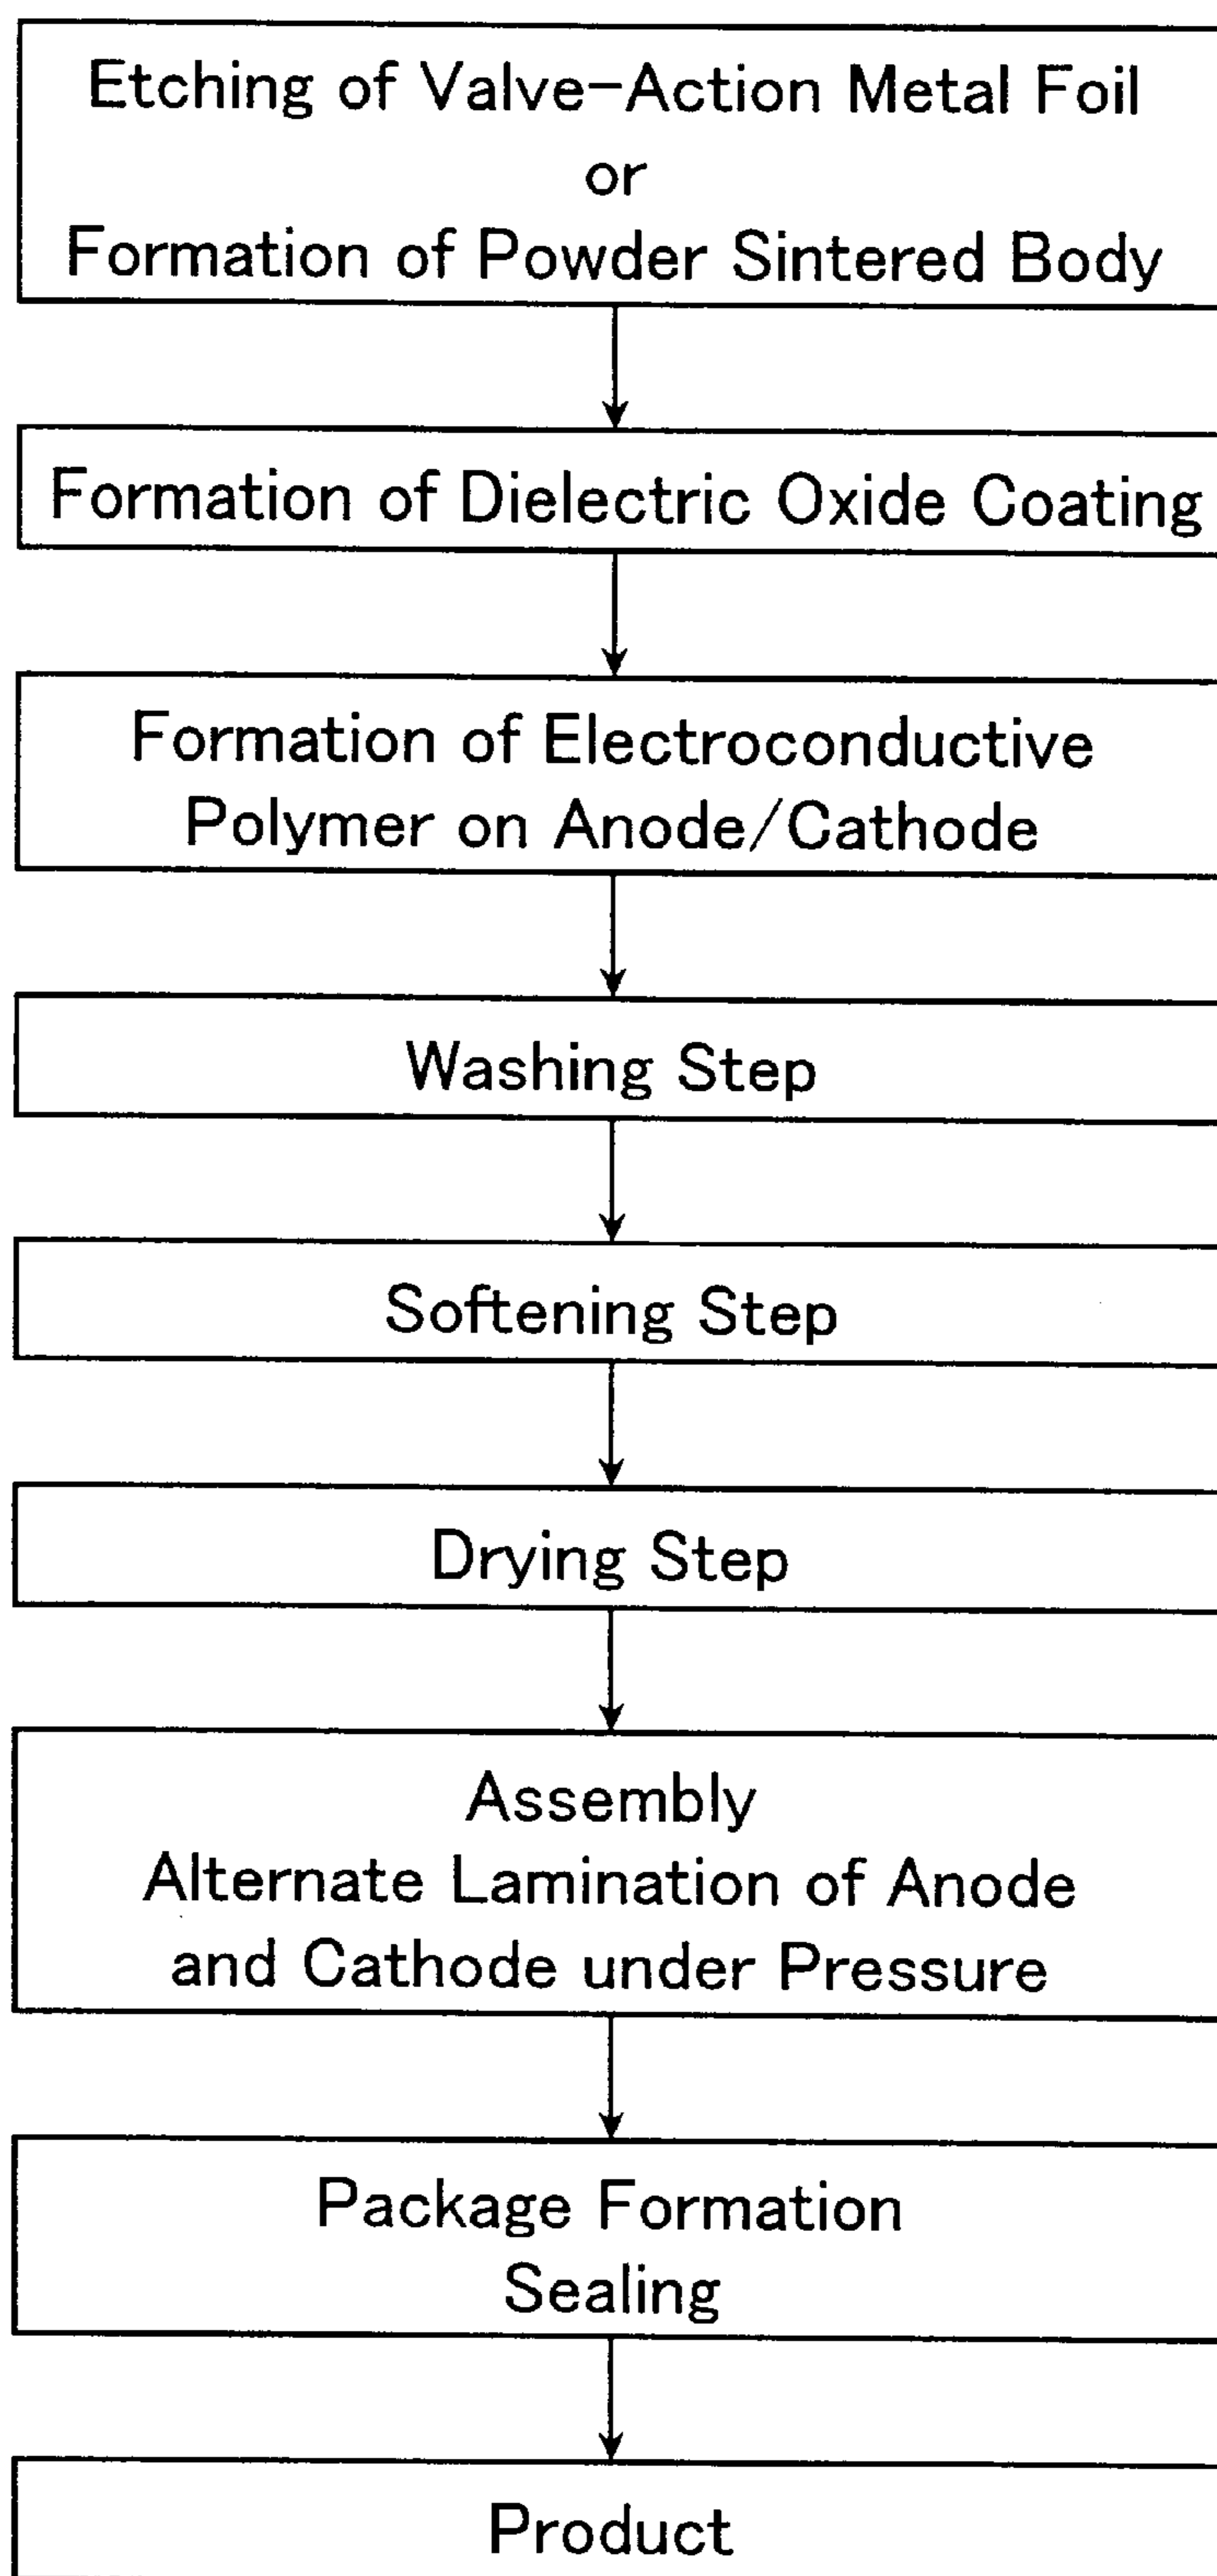 Etching of Valve-Action Metal Foil
or
Formation of Powder Sintered Body
Formation of Dielectric Oxide Coating
Formation of Electroconductive
Polymer on Anode/Cathode
Washing Step
Softening Step
Drying Step
Assembly
Alternate Lamination of Anode
and Cathode under Pressure
Package Formation
Sealing
Product